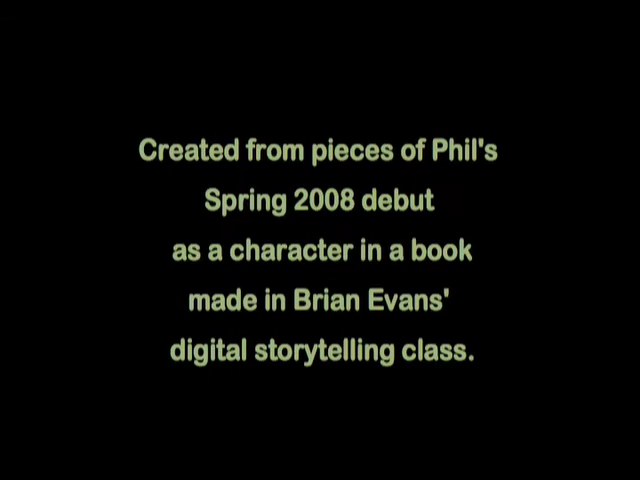 Created from pieces of Phil's
Spring 2008 debut
as a character in a book
made in Brian Evans'
digital storytelling class.